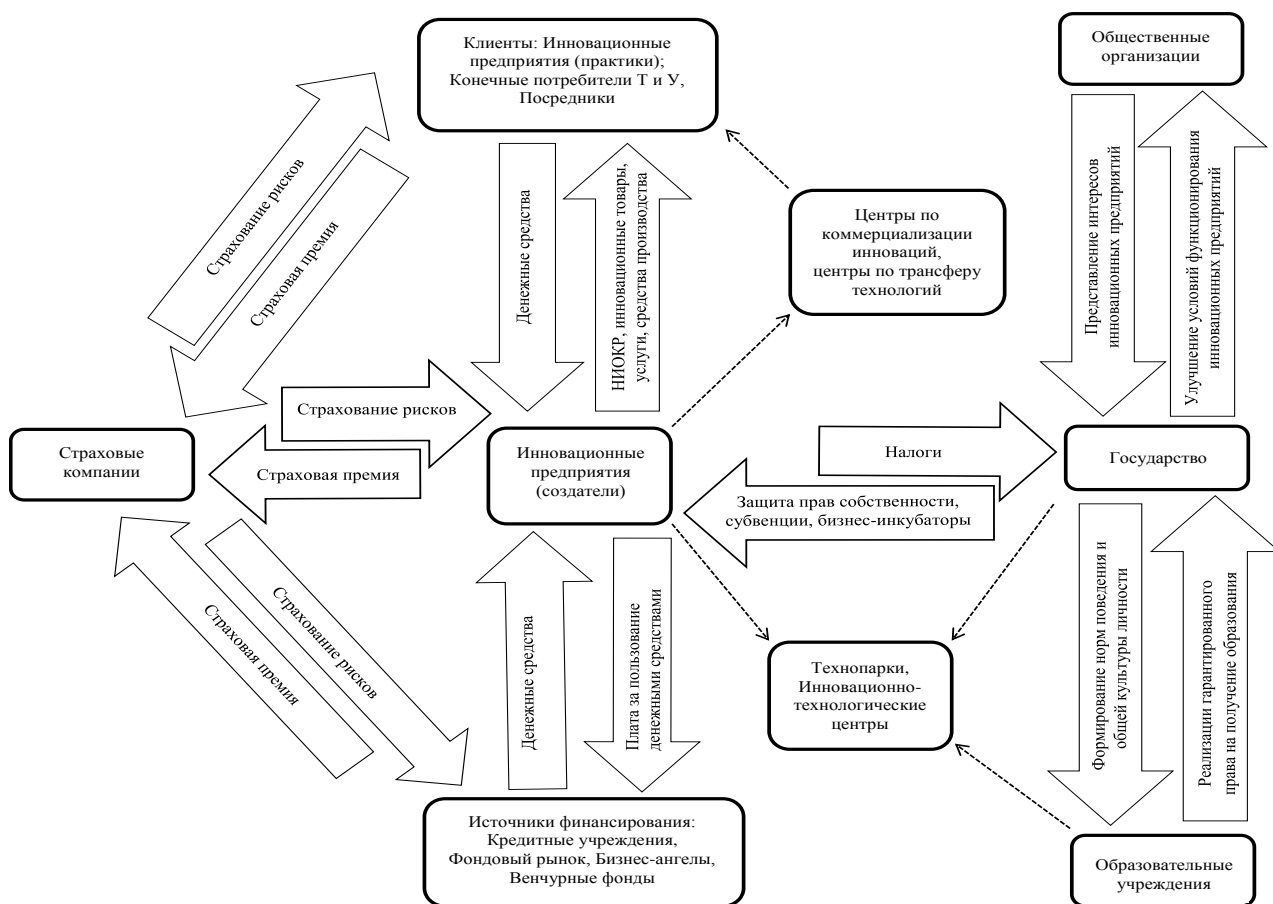 Клиенты: Инновационные
предприятия (практики);
Конечные потребители Т и У,
Посредники
Общественные
организации
Страхование рисков
Страховая премия
Денежные средства
НИОКР, инновационные товары,
услуги, средства производства
Центры по
коммерциализации
инноваций,
центры по трансферу
технологий
Представление интересов
инновационных предприятий
Улучшение условий функционирования
инновационных предприятий
Страхование рисков
Страховая премия
Страховые
компании
Инновационные
предприятия
(создатели)
Налоги
Защита прав собственности,
субвенции, бизнес-инкубаторы
Государство
Страхование рисков
Страховая премия
Денежные средства
Плата за пользование
денежными средствами
Технопарки,
Инновационно-
технологические
центры
Формирование норм поведения и
общей культуры личности
Реализации гарантированного
права на получение образования
Источники финансирования:
Кредитные учреждения,
Фондовый рынок, Бизнес-ангелы,
Венчурные фонды
Образовательные
учреждения